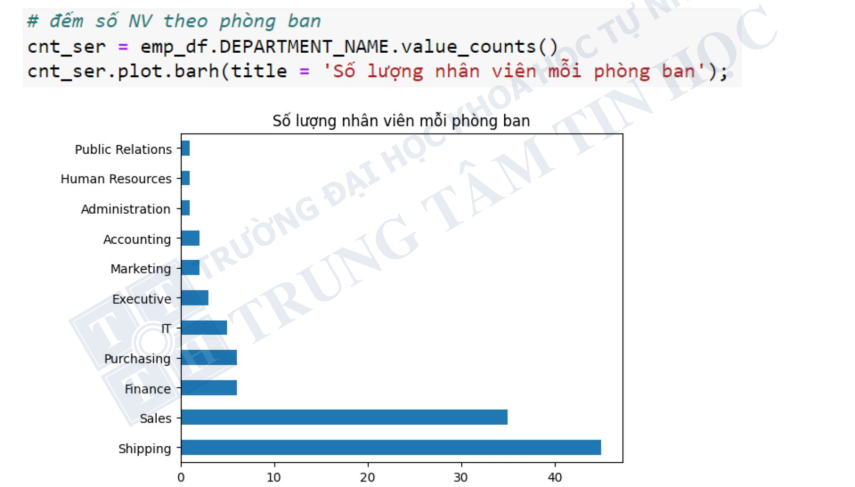 # đếm số NV theo phòng ban
cnt_ser = emp_df.DEPARTMENT_NAME.value_counts()
cnt_ser.plot.barh(title = 'Số lượng nhân viên mỗi phòng ban');
Số lượng nhân viên mỗi phòng ban
Public Relations
Human Resources
Administration
Accounting
Marketing
Executive
IT
Purchasing
Finance
Sales
Shipping
0 10 20 30 40
TRƯỜNG ĐẠI HỌC KHOA HỌC TỰ
TRUNG TÂM TIN HỌC